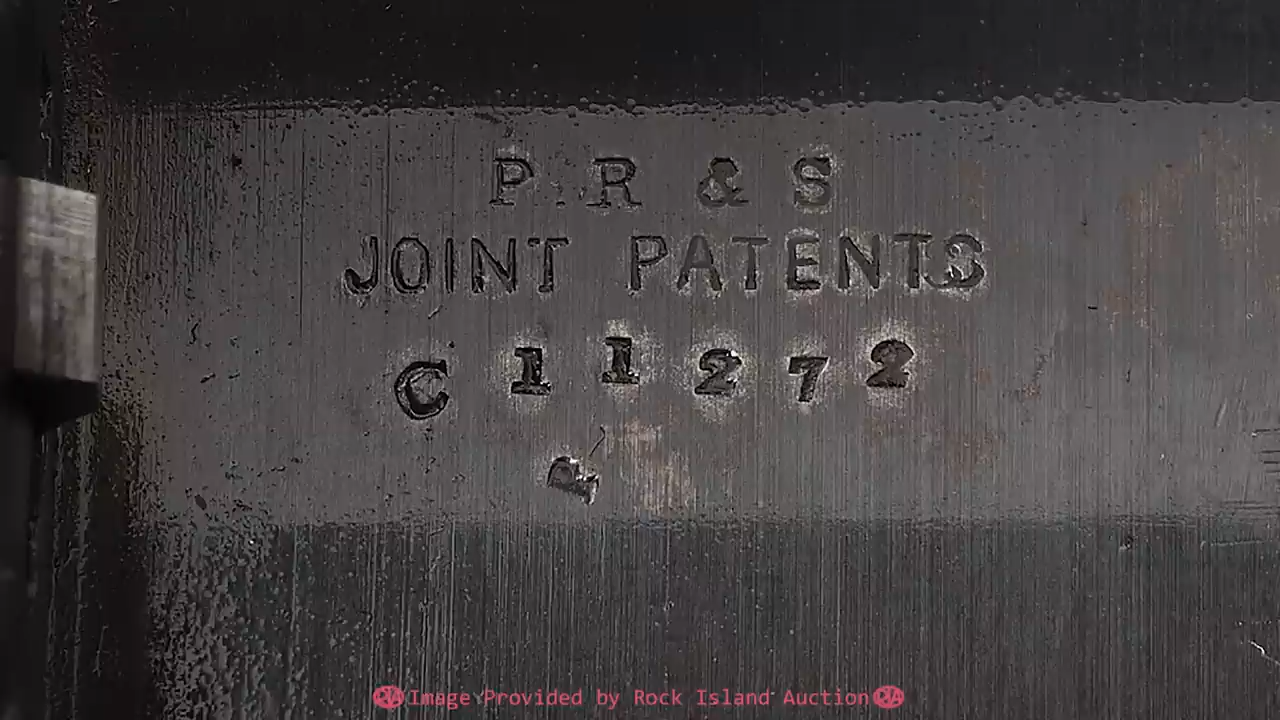 P.R & S
JOINT PATENTS
C 11272
P
Image Provided by Rock Island Auction